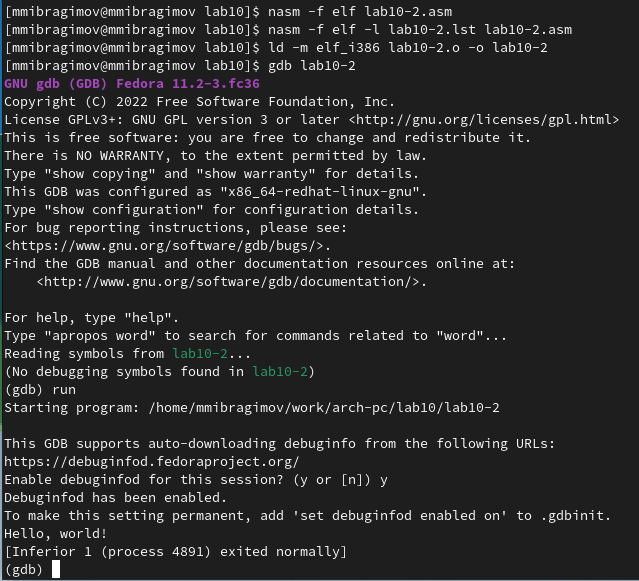 [mmibragimov@mmibragimov lab10]$ nasm -f elf lab10-2.asm
[mmibragimov@mmibragimov lab10]$ nasm -f elf -l lab10-2.lst lab10-2.asm
[mmibragimov@mmibragimov lab10]$ ld -m elf_i386 lab10-2.o -o lab10-2
[mmibragimov@mmibragimov lab10]$ gdb lab10-2
GNU gdb (GDB) Fedora 11.2-3.fc36
Copyright (C) 2022 Free Software Foundation, Inc.
License GPLv3+: GNU GPL version 3 or later <http://gnu.org/licenses/gpl.html>
This is free software: you are free to change and redistribute it.
There is NO WARRANTY, to the extent permitted by law.
Type "show copying" and "show warranty" for details.
This GDB was configured as "x86_64-redhat-linux-gnu".
Type "show configuration" for configuration details.
For bug reporting instructions, please see:
<https://www.gnu.org/software/gdb/bugs/>.
Find the GDB manual and other documentation resources online at:
    <http://www.gnu.org/software/gdb/documentation/>.

For help, type "help".
Type "apropos word" to search for commands related to "word"...
Reading symbols from lab10-2...
(No debugging symbols found in lab10-2)
(gdb) run
Starting program: /home/mmibragimov/work/arch-pc/lab10/lab10-2

This GDB supports auto-downloading debuginfo from the following URLs:
https://debuginfod.fedoraproject.org/
Enable debuginfod for this session? (y or [n]) y
Debuginfod has been enabled.
To make this setting permanent, add 'set debuginfod enabled on' to .gdbinit.
Hello, world!
[Inferior 1 (process 4891) exited normally]
(gdb)